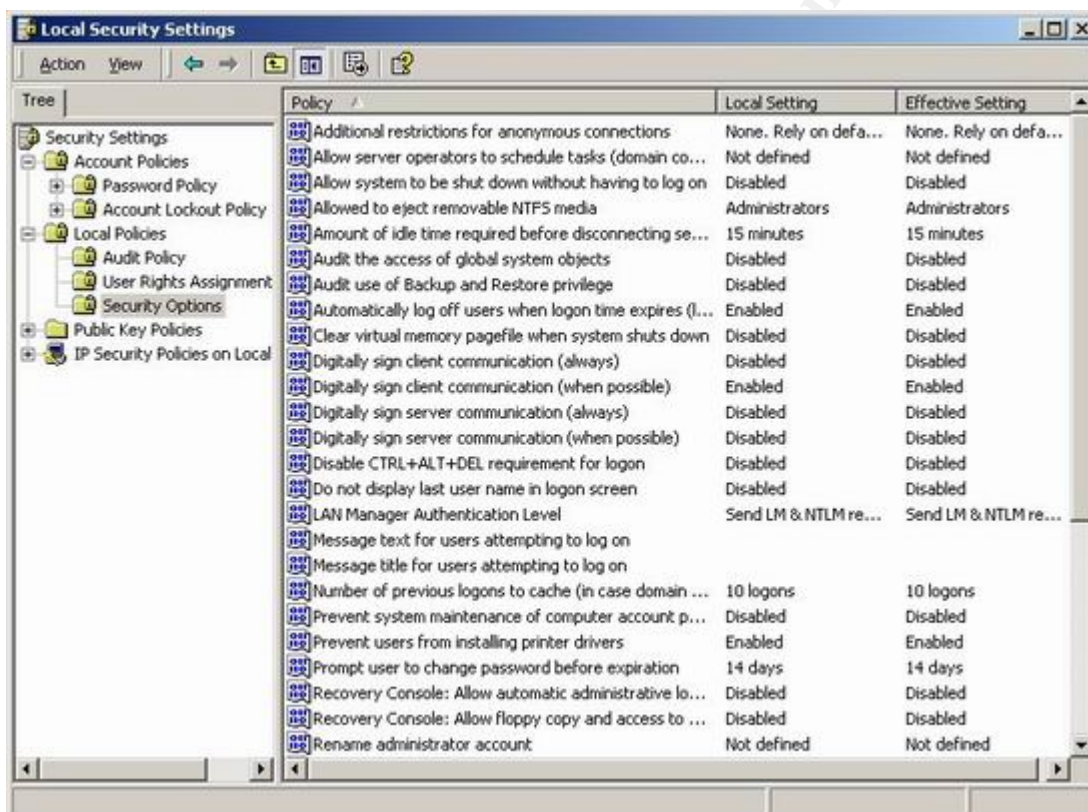 Local Security Settings
Action View
Tree
Security Settings
Account Policies
Password Policy
Account Lockout Policy
Local Policies
Audit Policy
User Rights Assignment
Security Options
Public Key Policies
IP Security Policies on Local
Policy Local Setting Effective Setting
Additional restrictions for anonymous connections None. Rely on defa... None. Rely on defa...
Allow server operators to schedule tasks (domain co... Not defined Not defined
Allow system to be shut down without having to log on Disabled Disabled
Allowed to eject removable NTFS media Administrators Administrators
Amount of idle time required before disconnecting se... 15 minutes 15 minutes
Audit the access of global system objects Disabled Disabled
Audit use of Backup and Restore privilege Disabled Disabled
Automatically log off users when logon time expires (l... Enabled Enabled
Clear virtual memory pagefile when system shuts down Disabled Disabled
Digitally sign client communication (always) Disabled Disabled
Digitally sign client communication (when possible) Enabled Enabled
Digitally sign server communication (always) Disabled Disabled
Digitally sign server communication (when possible) Disabled Disabled
Disable CTRL+ALT+DEL requirement for logon Disabled Disabled
Do not display last user name in logon screen Disabled Disabled
LAN Manager Authentication Level Send LM & NTLM re... Send LM & NTLM re...
Message text for users attempting to log on
Message title for users attempting to log on
Number of previous logons to cache (in case domain ... 10 logons 10 logons
Prevent system maintenance of computer account p... Disabled Disabled
Prevent users from installing printer drivers Enabled Enabled
Prompt user to change password before expiration 14 days 14 days
Recovery Console: Allow automatic administrative lo... Disabled Disabled
Recovery Console: Allow floppy copy and access to ... Disabled Disabled
Rename administrator account Not defined Not defined